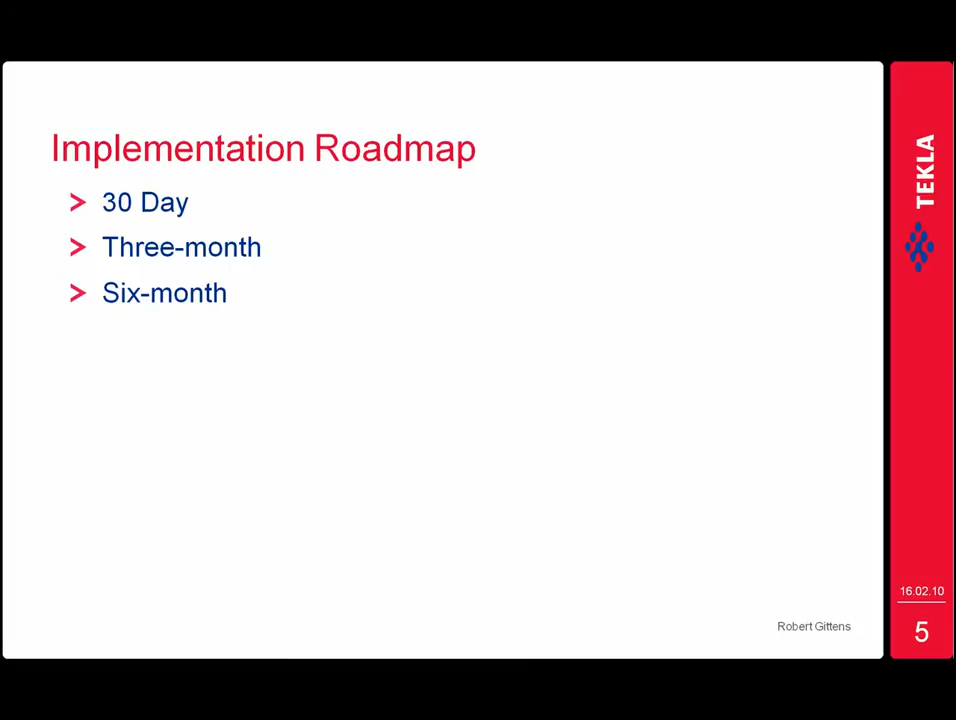 Implementation Roadmap
> 30 Day
> Three-month
> Six-month
TEKLA
16.02.10
Robert Gittens
5